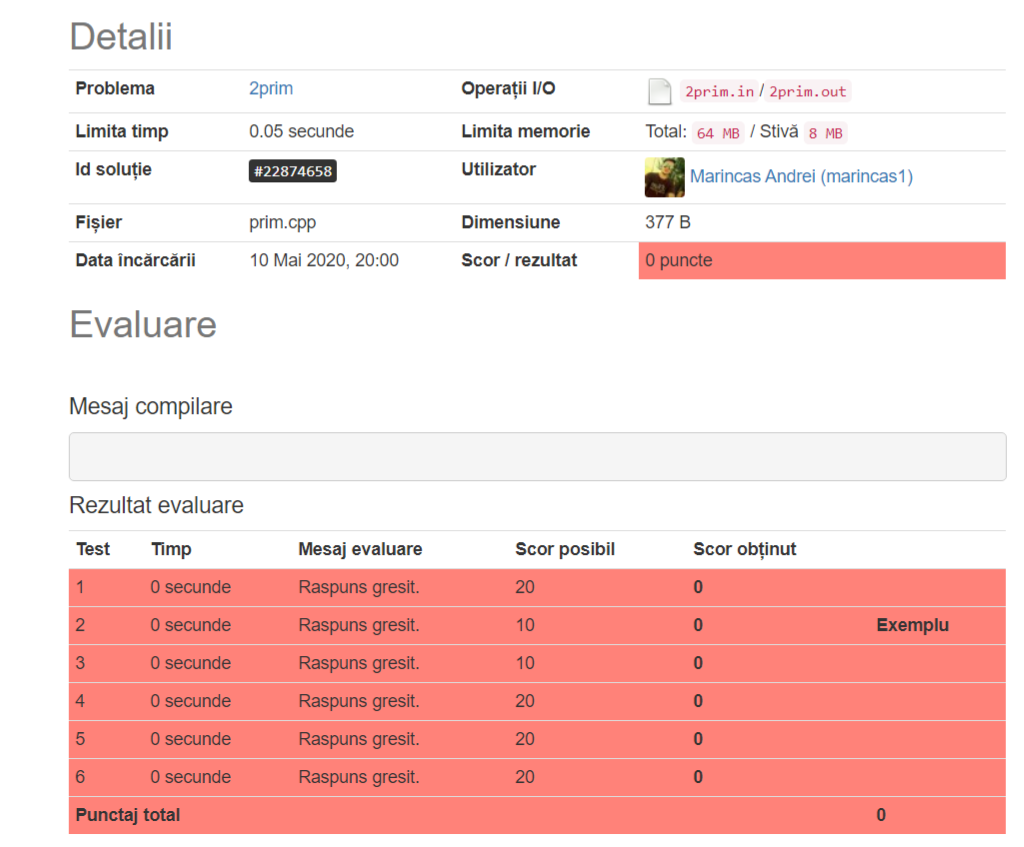 Detalii
Problema 2prim Operații I/O 2prim.in / 2prim.out
Limita timp 0.05 secunde Limita memorie Total: 64 MB / Stivă 8 MB
Id soluție #22874658 Utilizator Marincas Andrei (marincas1)
Fișier prim.cpp Dimensiune 377 B
Data încărcării 10 Mai 2020, 20:00 Scor / rezultat 0 puncte
Evaluare
Mesaj compilare
Rezultat evaluare
Test Timp Mesaj evaluare Scor posibil Scor obținut
1 0 secunde Raspuns gresit. 20 0
2 0 secunde Raspuns gresit. 10 0 Exemplu
3 0 secunde Raspuns gresit. 10 0
4 0 secunde Raspuns gresit. 20 0
5 0 secunde Raspuns gresit. 20 0
6 0 secunde Raspuns gresit. 20 0
Punctaj total 0